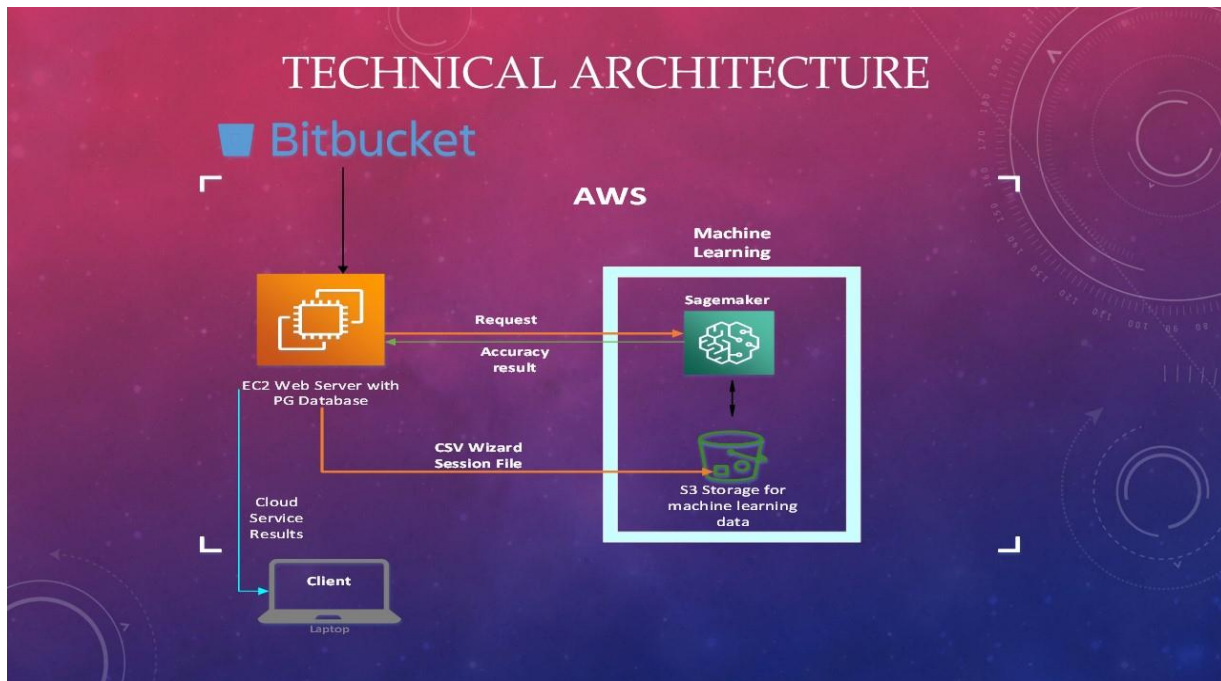 TECHNICAL ARCHITECTURE
Bitbucket
AWS
Machine
Learning
Sagemaker
Request
Accuracy
result
EC2 Web Server with
PG Database
CSV Wizard
Session File
S3 Storage for
machine learning
data
Cloud
Service
Results
Client
Laptop